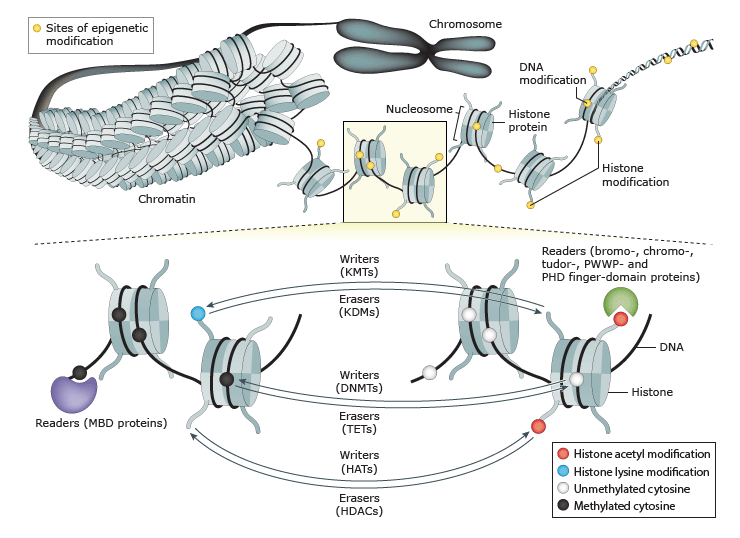 Sites of epigenetic
modification
Chromosome
DNA
modification
Nucleosome
Histone
protein
Histone
modification
Chromatin
Writers
(KMTs)
Erasers
(KDMs)
Readers (bromo-, chromo-,
tudor-, PWWP- and
PHD finger-domain proteins)
DNA
Writers
(DNMTs)
Erasers
(TETs)
Histone
Readers (MBD proteins)
Writers
(HATs)
Erasers
(HDACs)
Histone acetyl modification
Histone lysine modification
Unmethylated cytosine
Methylated cytosine